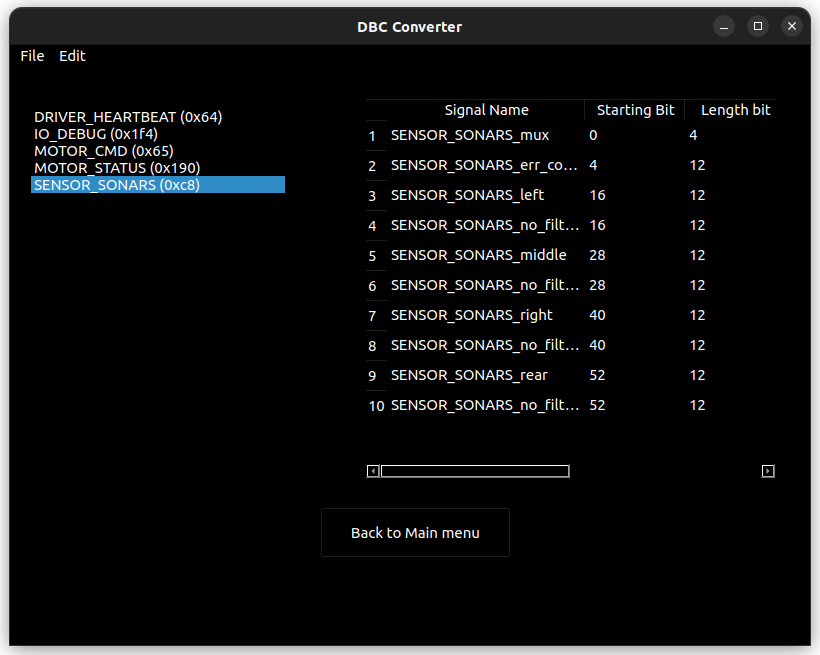 DBC Converter
File Edit
DRIVER_HEARTBEAT (0x64)
IO_DEBUG (0x1f4)
MOTOR_CMD (0x65)
MOTOR_STATUS (0x190)
SENSOR_SONARS (0xc8)
Signal Name Starting Bit Length bit
1 SENSOR_SONARS_mux 0 4
2 SENSOR_SONARS_err_co... 4 12
3 SENSOR_SONARS_left 16 12
4 SENSOR_SONARS_no_filt... 16 12
5 SENSOR_SONARS_middle 28 12
6 SENSOR_SONARS_no_filt... 28 12
7 SENSOR_SONARS_right 40 12
8 SENSOR_SONARS_no_filt... 40 12
9 SENSOR_SONARS_rear 52 12
10 SENSOR_SONARS_no_filt... 52 12
Back to Main menu